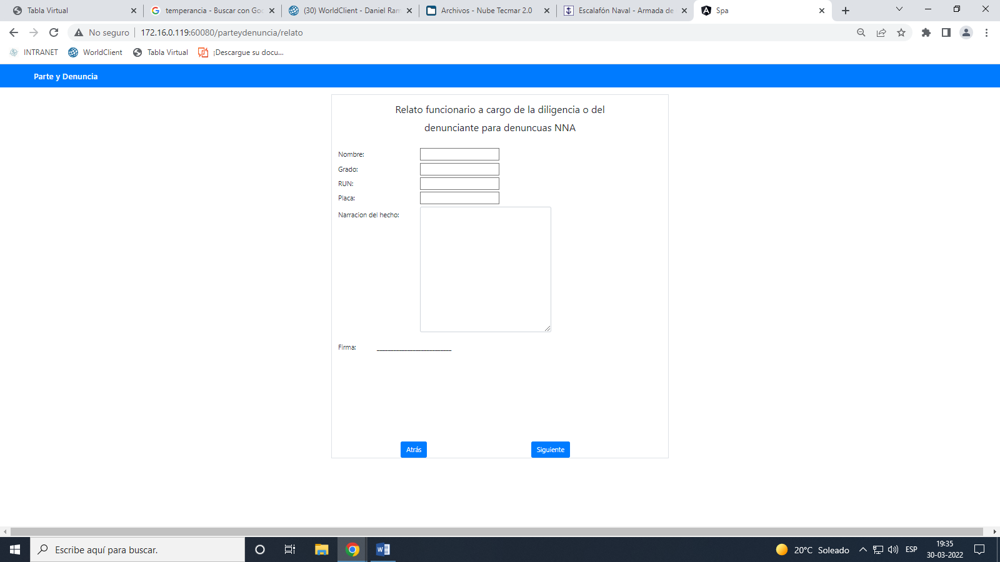 Tabla Virtual
temperancia - Buscar con Goo
(30) WorldClient - Daniel Ram
Archivos - Nube Tecmar 2.0
Escalafón Naval - Armada de
Spa
No seguro
172.16.0.119:60080/parteydenuncia/relato
INTRANET
WorldClient
Tabla Virtual
¡Descargue su docu...
Parte y Denuncia
Relato funcionario a cargo de la diligencia o del
denunciante para denuncuas NNA
Nombre:
Grado:
RUN:
Placa:
Narracion del hecho:
Firma: ________________________
Atrás
Siguiente
Escribe aquí para buscar.
20°C Soleado
ESP
19:35
30-03-2022